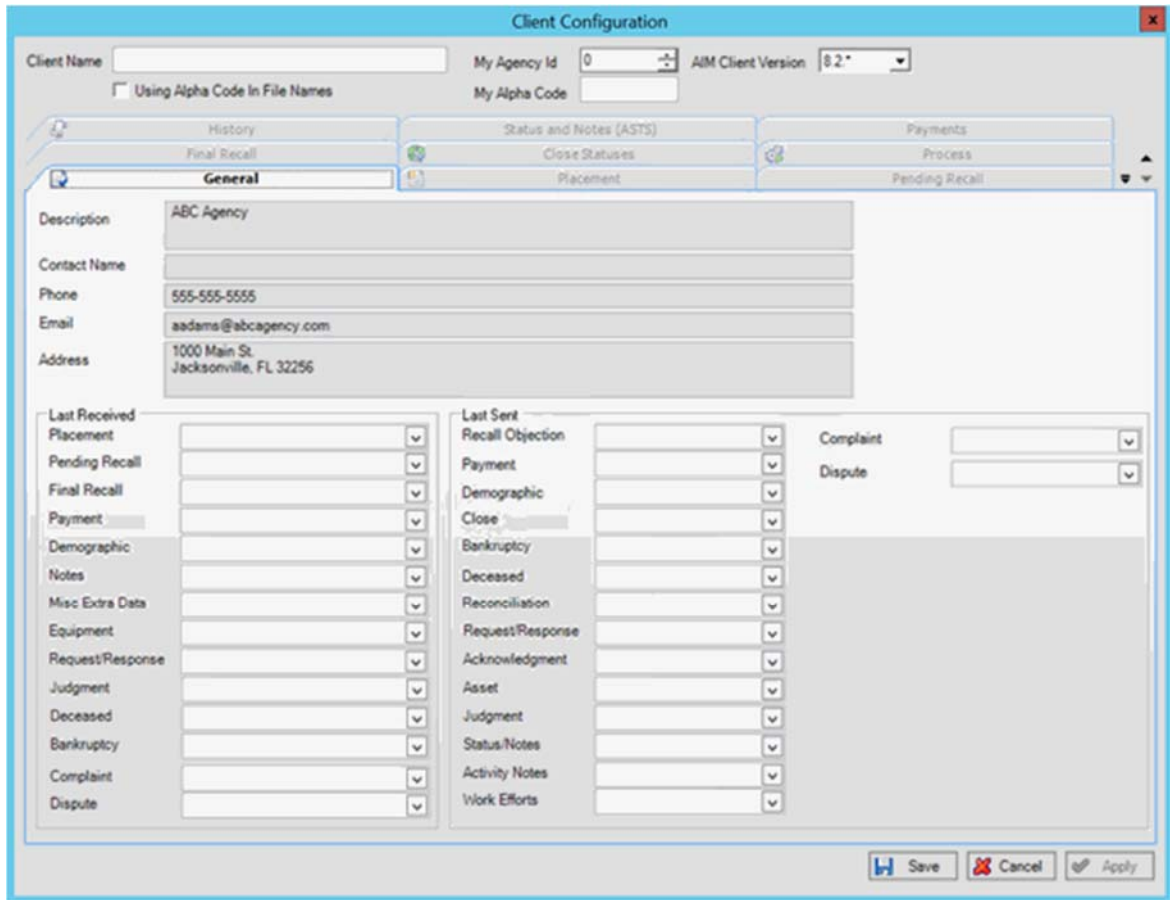 Client Configuration
x
Client Name
My Agency Id 0
AIM Client Version 8.2.*
Using Alpha Code In File Names
My Alpha Code
History
Status and Notes (ASTS)
Payments
Final Recall
Close Statuses
Process
General
Placement
Pending Recall
Description
ABC Agency
Contact Name
Phone
555-555-5555
Email
aadams@abcagency.com
Address
1000 Main St.
Jacksonville, FL 32256
Last Received
Placement
Pending Recall
Final Recall
Payment
Demographic
Notes
Misc Extra Data
Equipment
Request/Response
Judgment
Deceased
Bankruptcy
Complaint
Dispute
Last Sent
Recall Objection
Payment
Demographic
Close
Bankruptcy
Deceased
Reconciliation
Request/Response
Acknowledgment
Asset
Judgment
Status/Notes
Activity Notes
Work Efforts
Complaint
Dispute
Save
Cancel
Apply